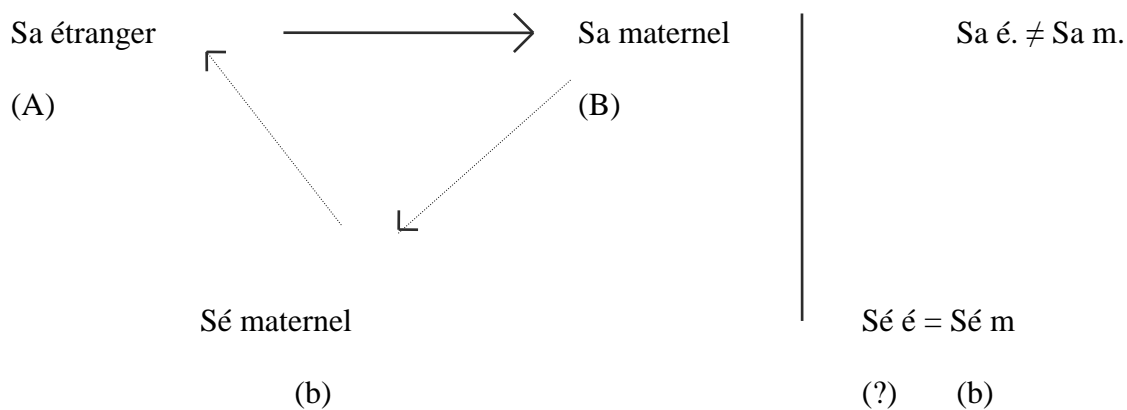 Sa étranger Sa maternel Sa é. ≠ Sa m.
(A) (B)
Sé maternel Sé é = Sé m
(b) (?) (b)